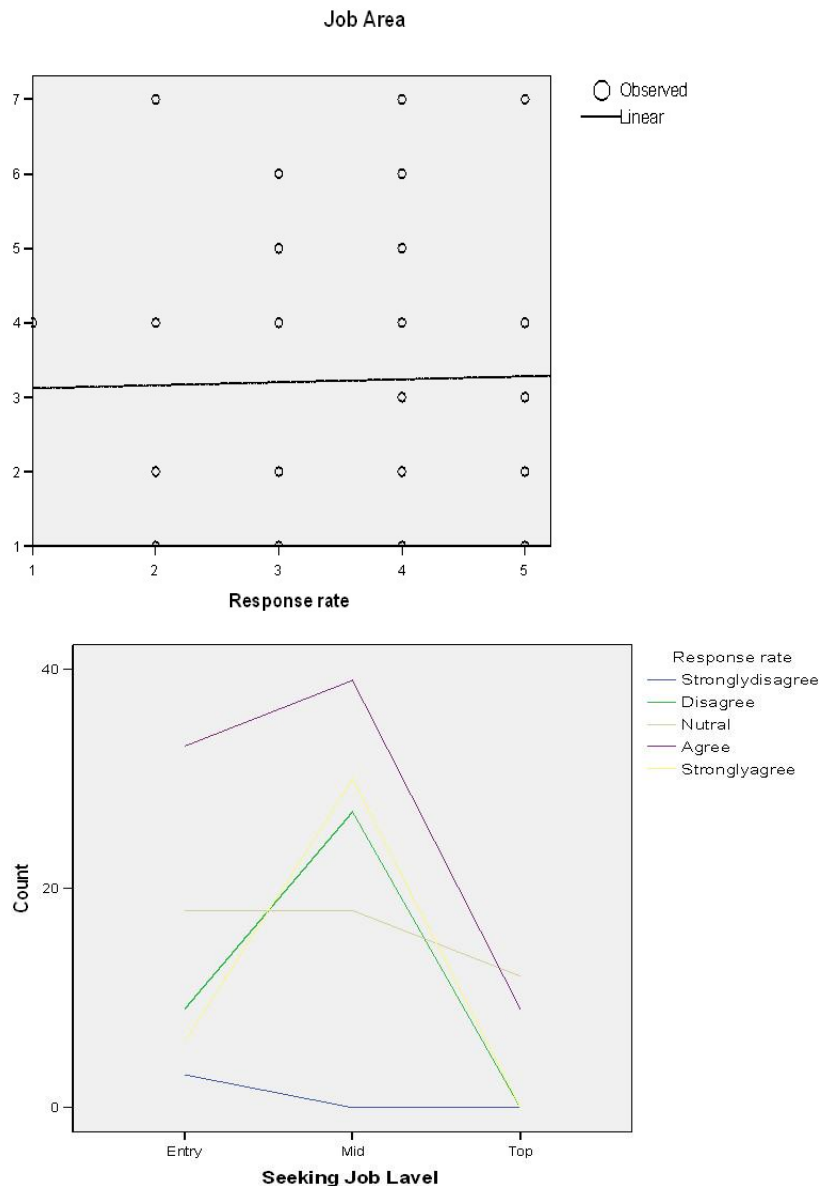 Job Area
Observed
Linear
7
6
5
4
3
2
1
1 2 3 4 5
Response rate
Response rate
Stronglydisagree
Disagree
Nutral
Agree
Stronglyagree
40
20
0
Count
Entry Mid Top
Seeking Job Lavel